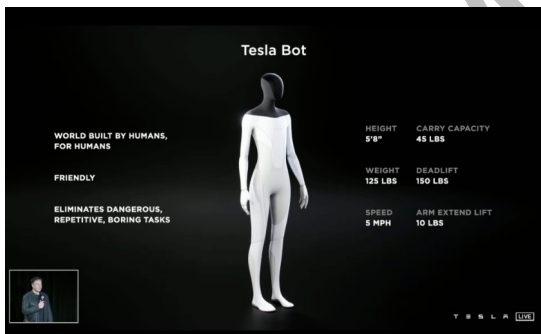 Tesla Bot
WORLD BUILT BY HUMANS,
FOR HUMANS
FRIENDLY
ELIMINATES DANGEROUS,
REPETITIVE, BORING TASKS
HEIGHT CARRY CAPACITY
5'8" 45 LBS
WEIGHT DEADLIFT
125 LBS 150 LBS
SPEED ARM EXTEND LIFT
5 MPH 10 LBS
TESLA LIVE